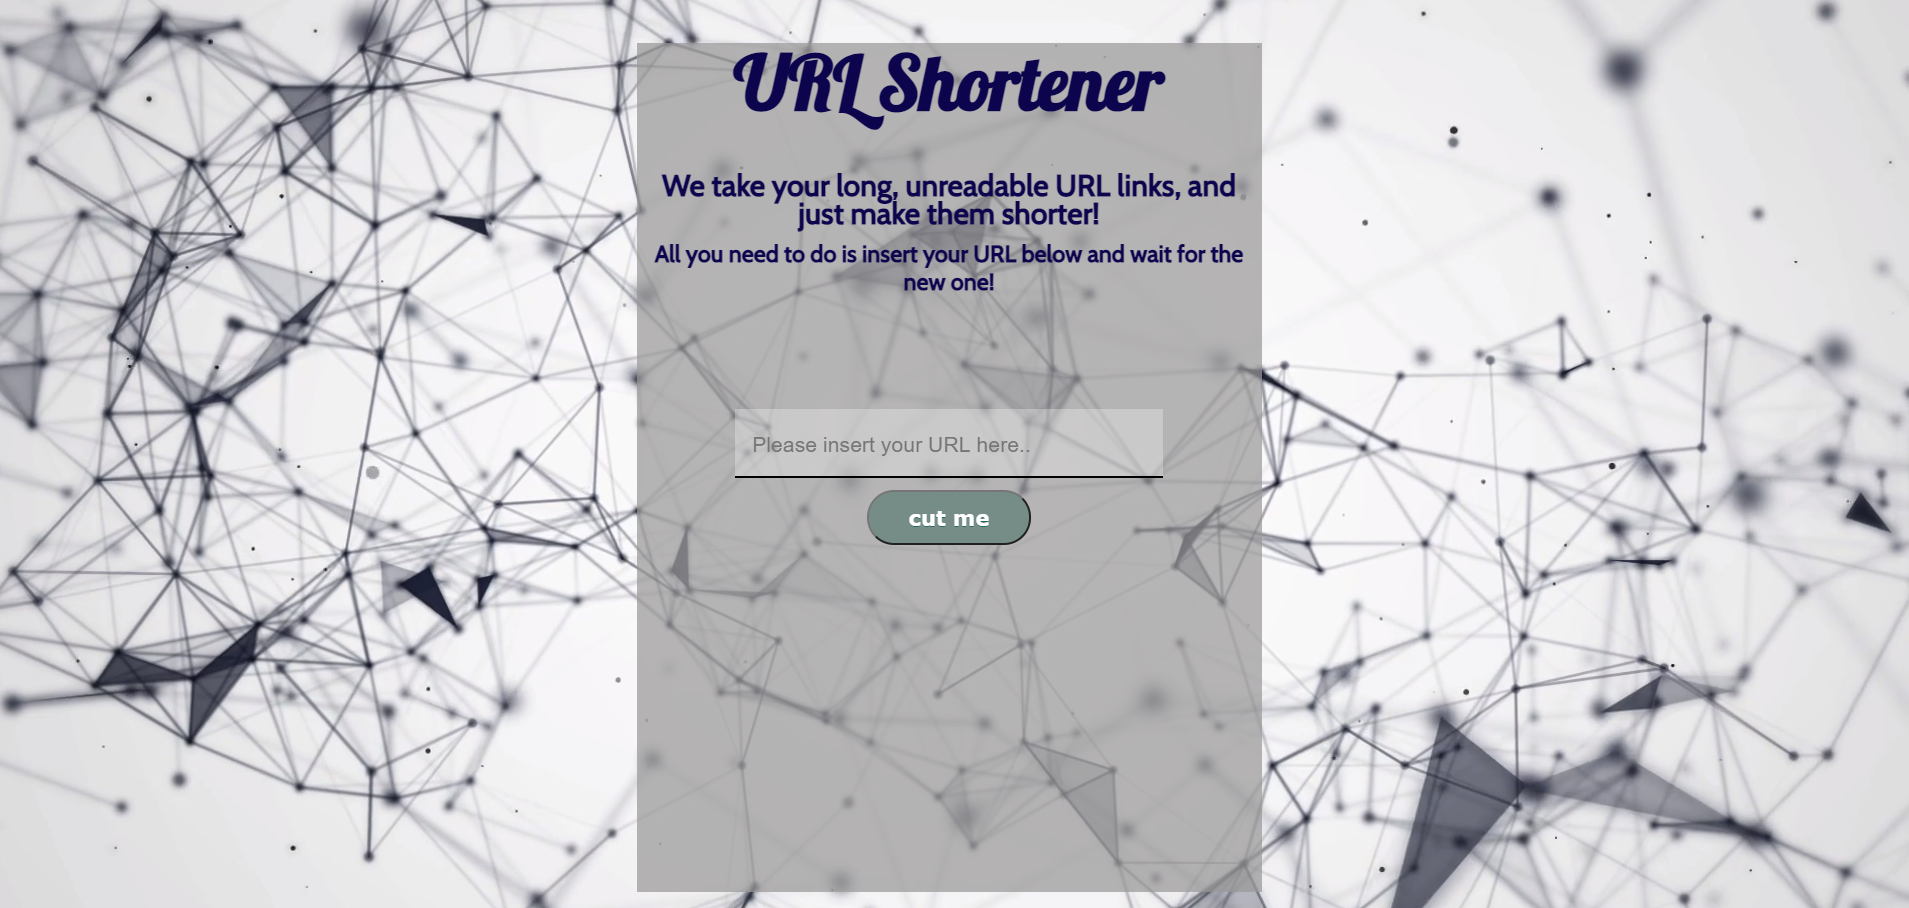 URL Shortener
We take your long, unreadable URL links, and
just make them shorter!
All you need to do is insert your URL below and wait for the
new one!
Please insert your URL here..
cut me